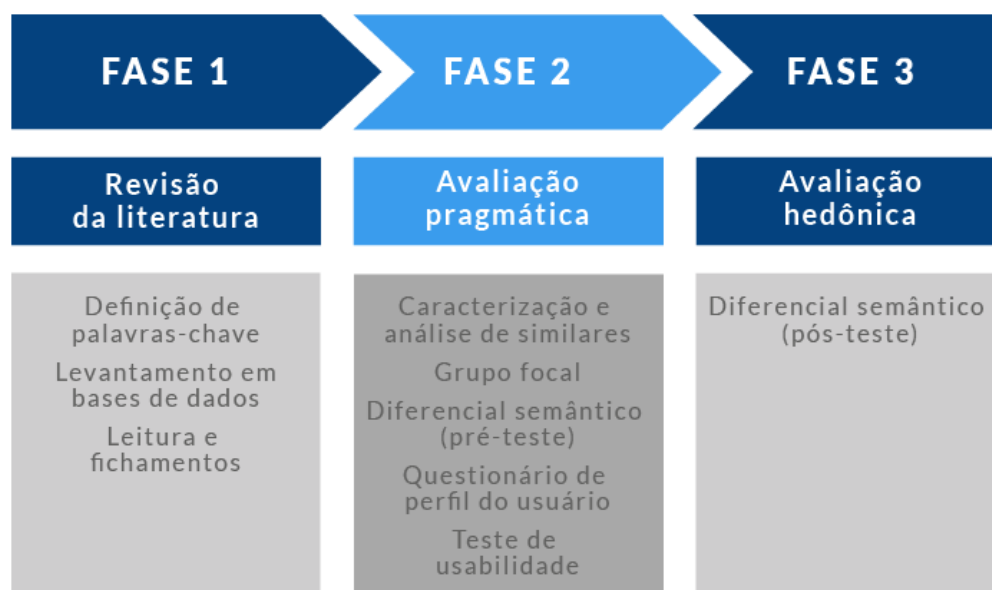 FASE 1
FASE 2
FASE 3
Revisão
da literatura
Avaliação
pragmática
Avaliação
hedônica
Definição de
palavras-chave
Levantamento em
bases de dados
Leitura e
fichamentos
Caracterização e
análise de similares
Grupo focal
Diferencial semântico
(pré-teste)
Questionário de
perfil do usuário
Teste de
usabilidade
Diferencial semântico
(pós-teste)